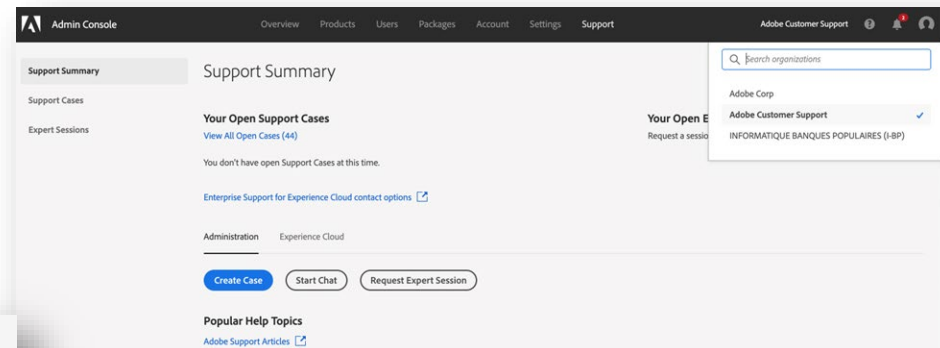 Admin Console
Overview Products Users Packages Account Settings Support
Adobe Customer Support
Support Summary
Support Cases
Expert Sessions
Support Summary
Your Open Support Cases
View All Open Cases (44)
You don't have open Support Cases at this time.
Enterprise Support for Experience Cloud contact options
Your Open E
Request a sessio
Search organizations
Adobe Corp
Adobe Customer Support
INFORMATIQUE BANQUES POPULAIRES (I-BP)
Administration Experience Cloud
Create Case Start Chat Request Expert Session
Popular Help Topics
Adobe Support Articles